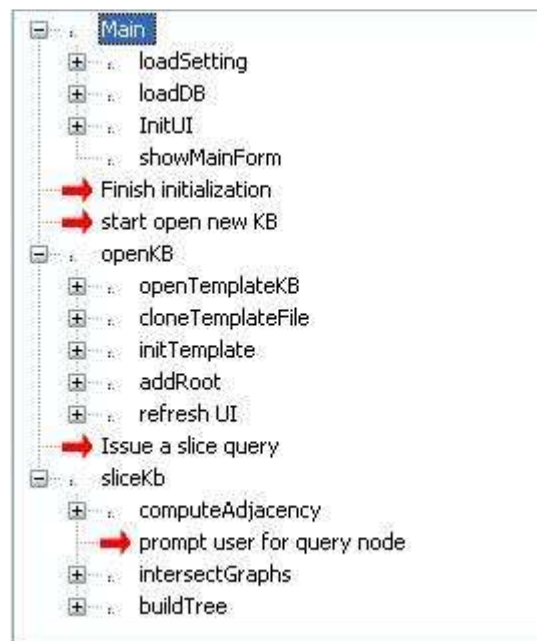 Main
loadSetting
loadDB
InitUI
showMainForm
Finish initialization
start open new KB
openKB
openTemplateKB
cloneTemplateFile
initTemplate
addRoot
refresh UI
Issue a slice query
sliceKb
computeAdjacency
prompt user for query node
intersectGraphs
buildTree